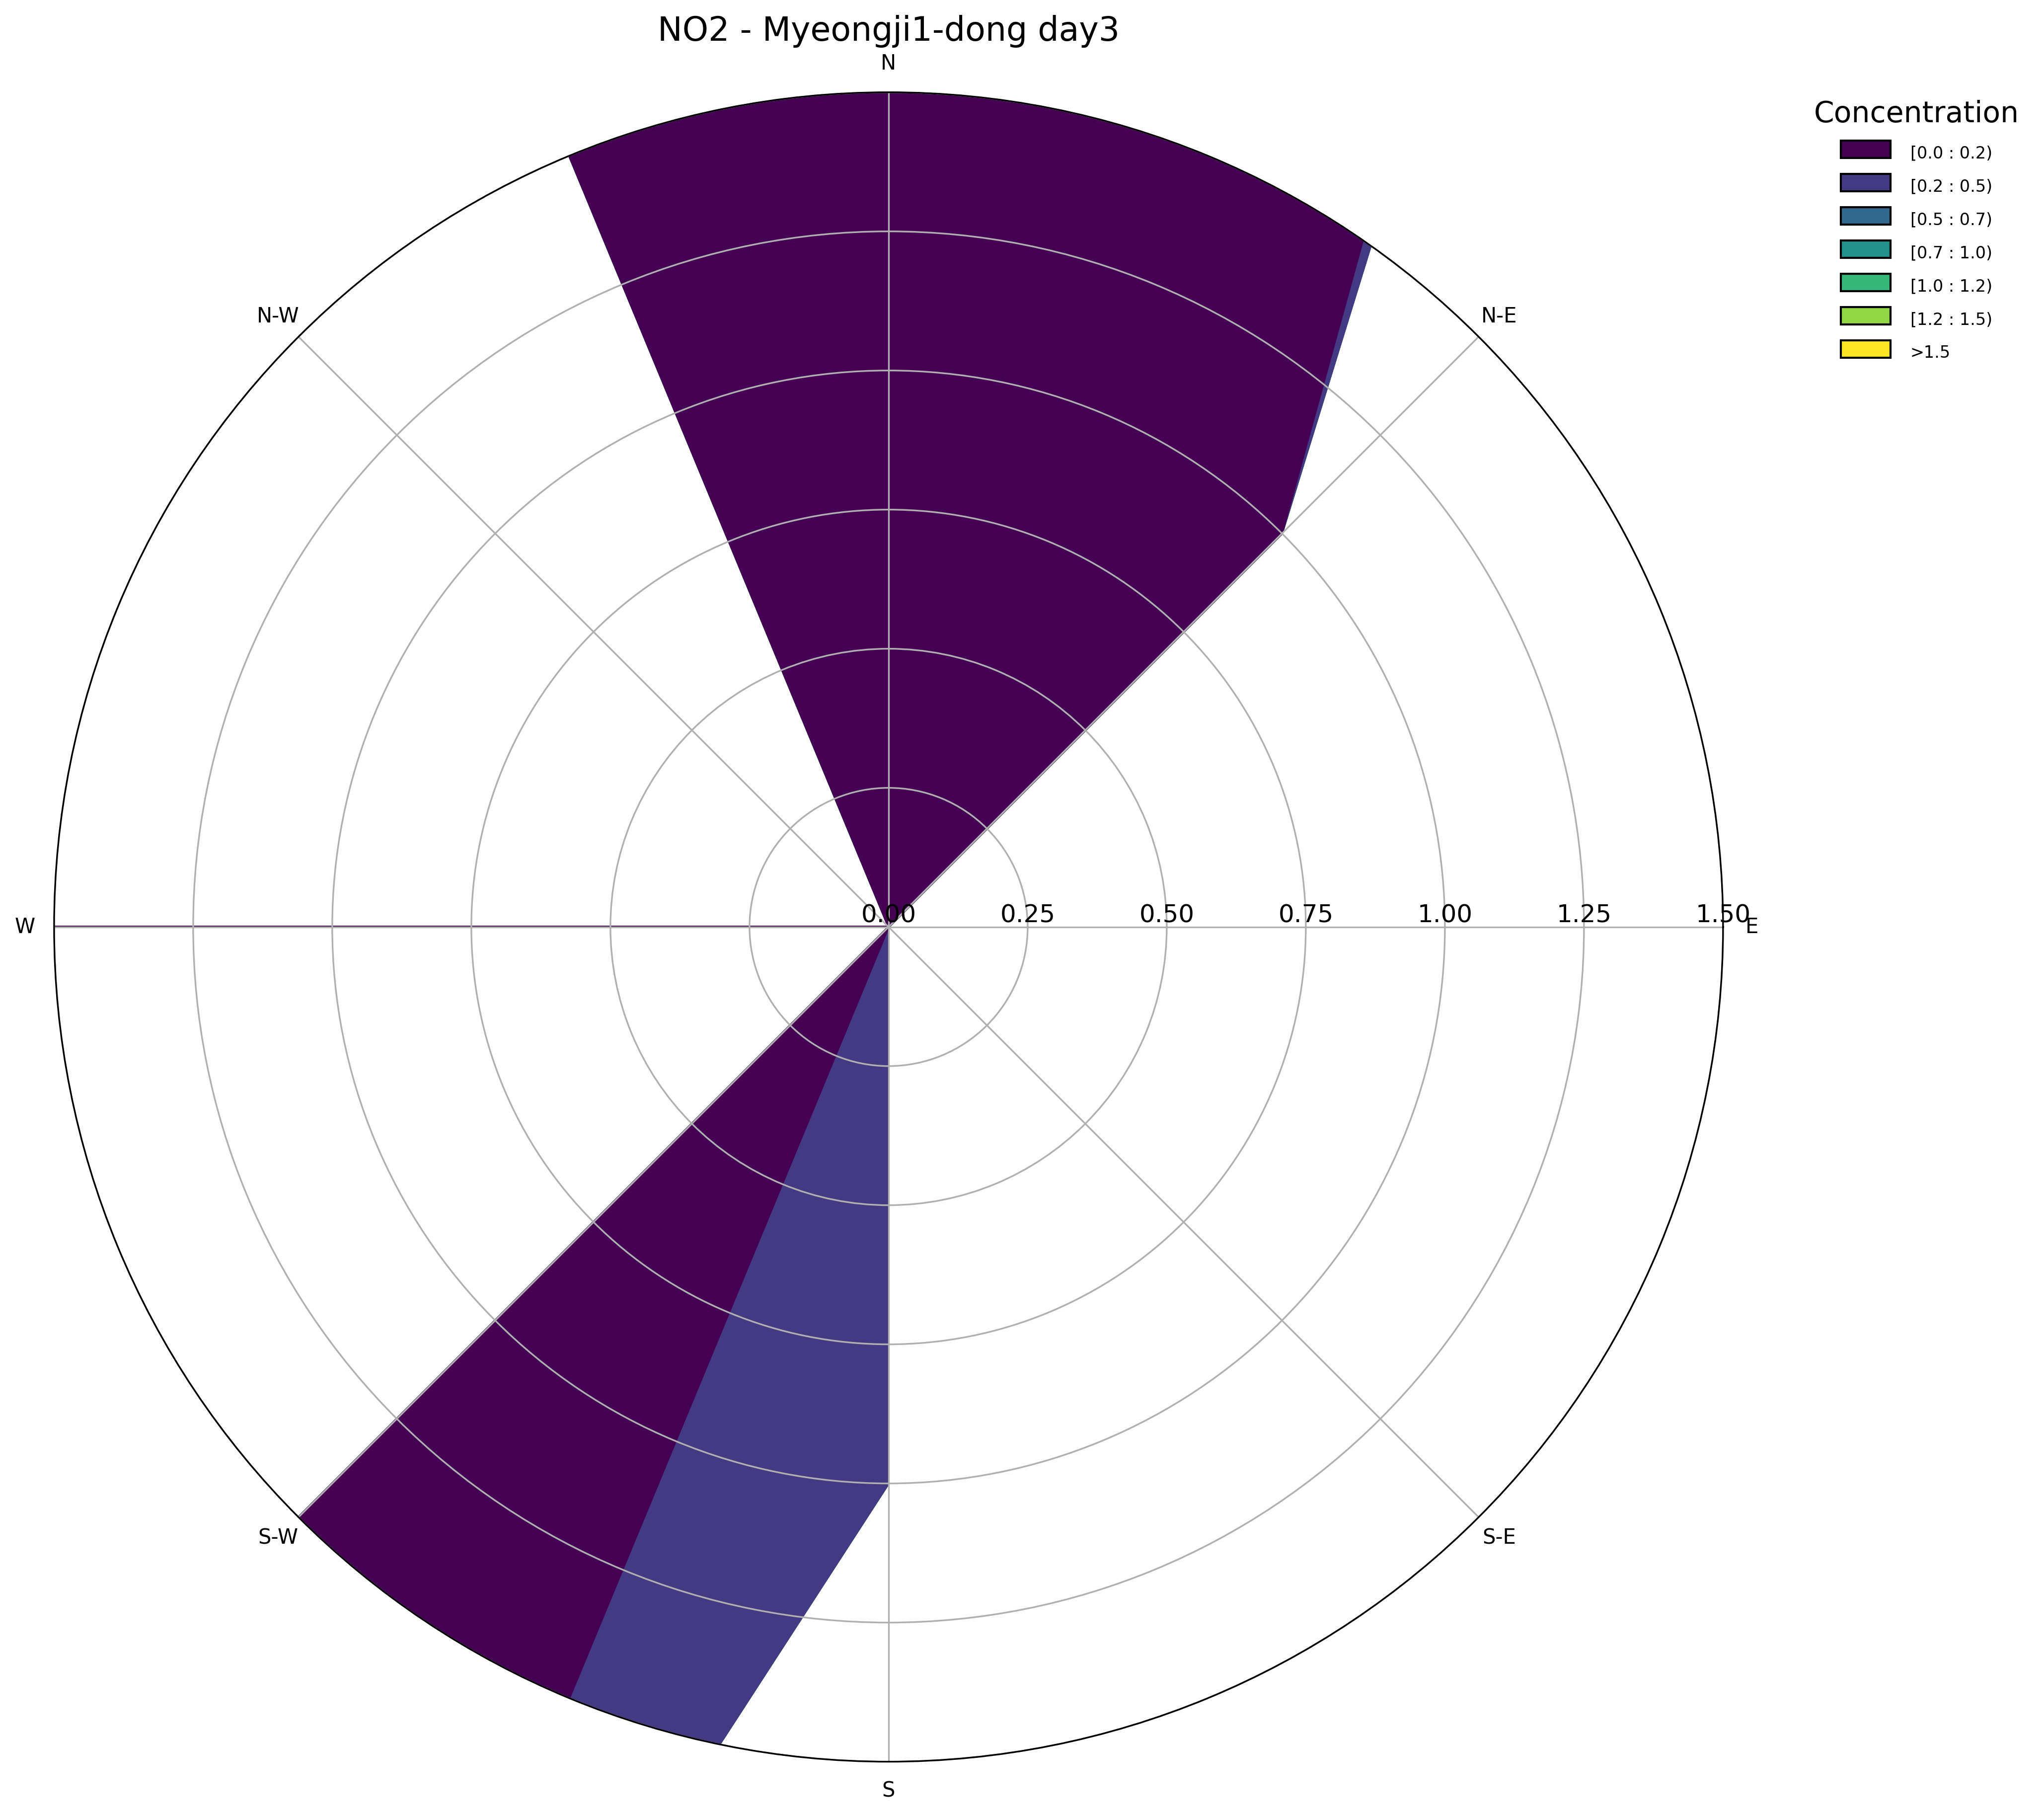 NO2 - Myeongji1-dong day3
N
Concentration
[0.0 : 0.2)
[0.2 : 0.5)
[0.5 : 0.7)
[0.7 : 1.0)
[1.0 : 1.2)
[1.2 : 1.5)
>1.5
N-W
N-E
W
0.00 0.25 0.50 0.75 1.00 1.25 1.50
E
S-W
S-E
S